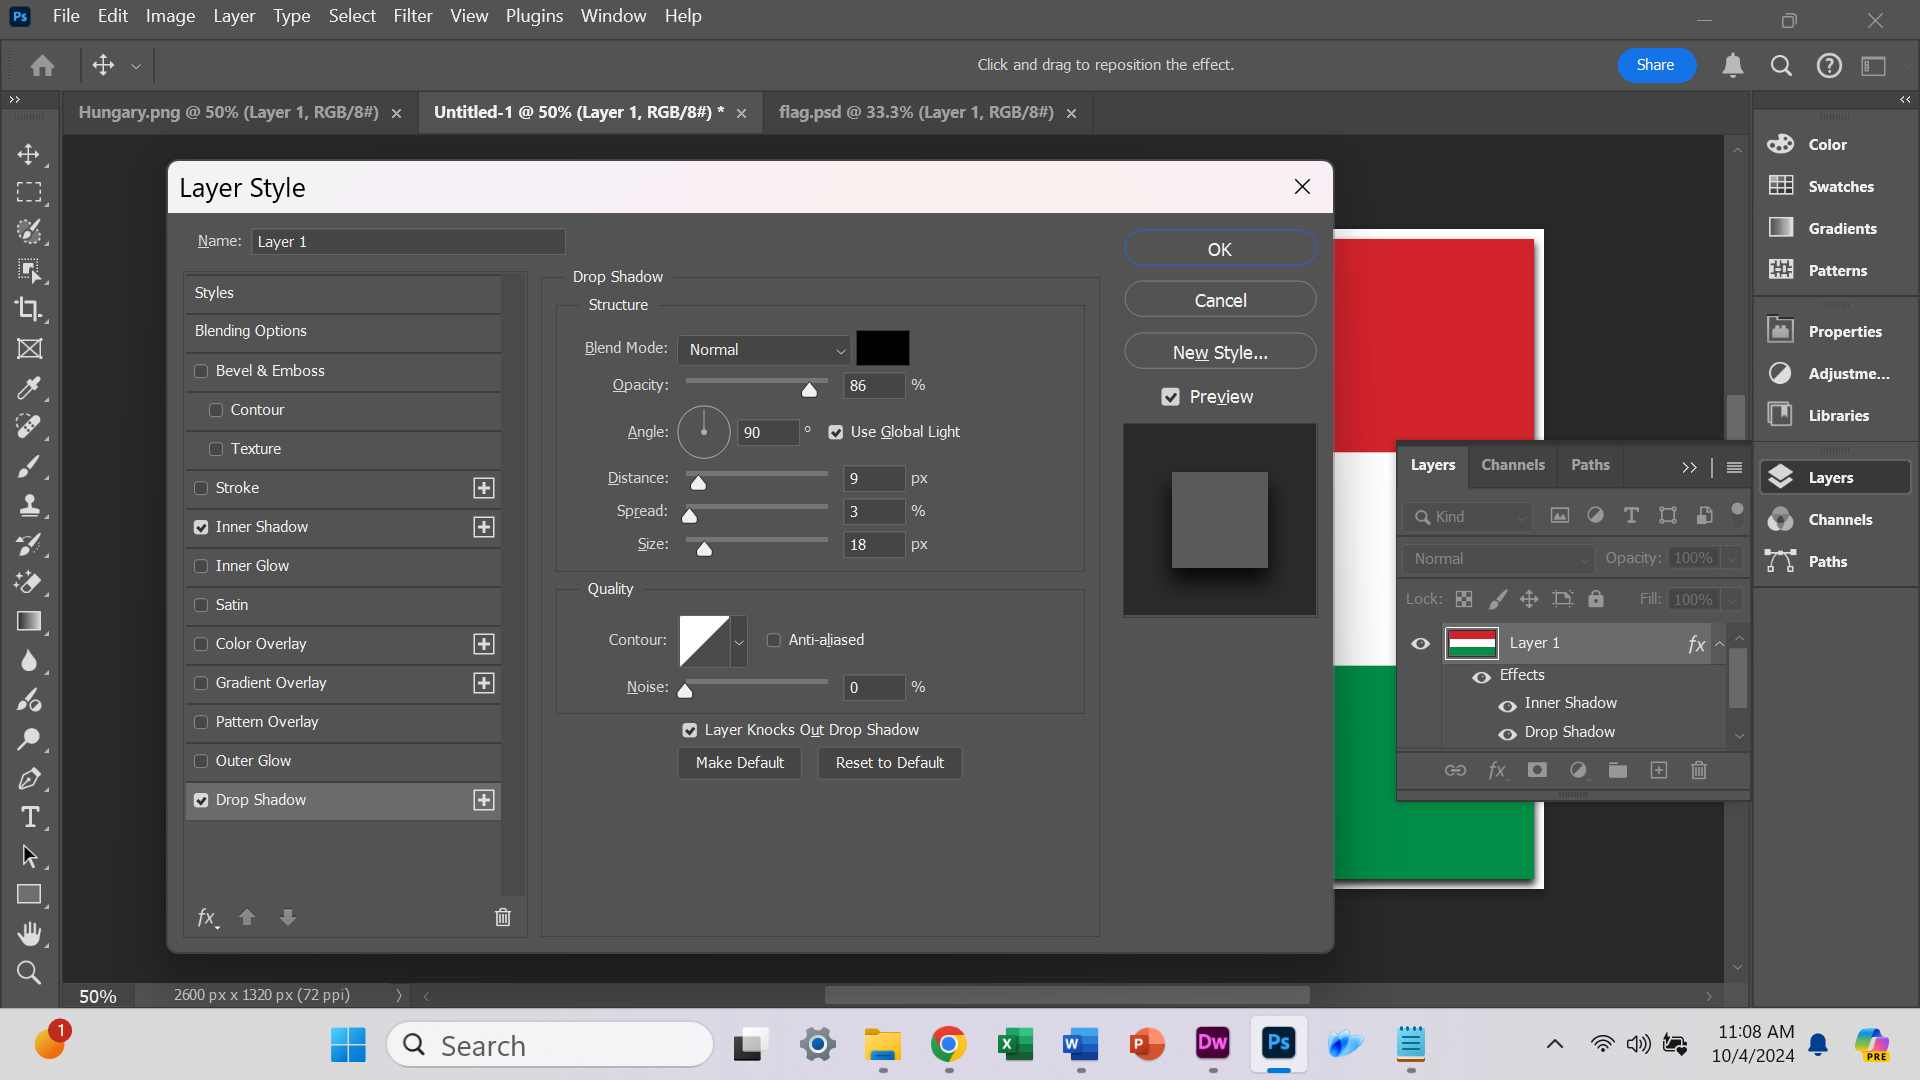 Ps File Edit Image Layer Type Select Filter View Plugins Window Help
Click and drag to reposition the effect.
Share
Hungary.png @ 50% (Layer 1, RGB/8#)
Untitled-1 @ 50% (Layer 1, RGB/8#) *
flag.psd @ 33.3% (Layer 1, RGB/8#)
Layer Style
Name: Layer 1
Styles
Blending Options
Bevel & Emboss
Contour
Texture
Stroke
Inner Shadow
Inner Glow
Satin
Color Overlay
Gradient Overlay
Pattern Overlay
Outer Glow
Drop Shadow
fx
Drop Shadow
Structure
Blend Mode: Normal
Opacity: 86 %
Angle: 90 ° Use Global Light
Distance: 9 px
Spread: 3 %
Size: 18 px
Quality
Contour: Anti-aliased
Noise: 0 %
Layer Knocks Out Drop Shadow
Make Default Reset to Default
OK
Cancel
New Style...
Preview
Layers Channels Paths
Kind
Normal Opacity: 100%
Lock: Fill: 100%
Layer 1 fx
Effects
Inner Shadow
Drop Shadow
fx
Color
Swatches
Gradients
Patterns
Properties
Adjustme...
Libraries
Layers
Channels
Paths
50% 2600 px x 1320 px (72 ppi)
1
Search
X W P Dw Ps
11:08 AM
10/4/2024
PRE